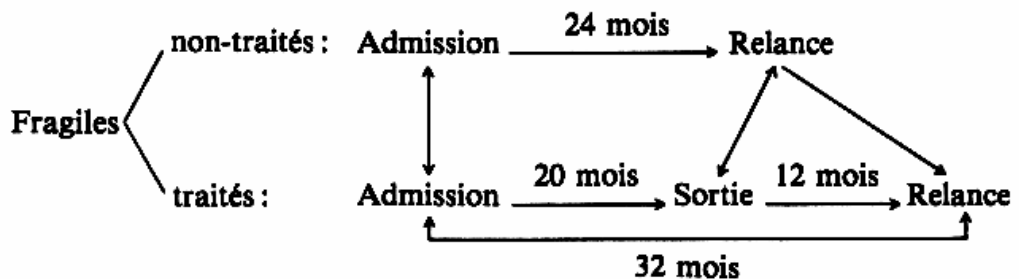 24 mois
non-traités : Admission Relance
Fragiles
20 mois 12 mois
traités : Admission Sortie Relance
32 mois